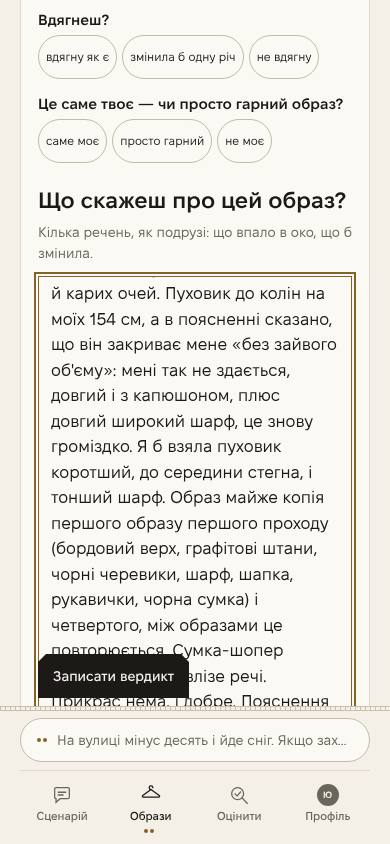 Вдягнеш?
вдягну як є
змінила б одну річ
не вдягну
Це саме твоє — чи просто гарний образ?
саме моє
просто гарний
не моє
Що скажеш про цей образ?
Кілька речень, як подрузі: що впало в око, що б
змінила.
й карих очей. Пуховик до колін на
моїх 154 см, а в поясненні сказано,
що він закриває мене «без зайвого
об'єму»: мені так не здається,
довгий і з капюшоном, плюс
довгий широкий шарф, це знову
громіздко. Я б взяла пуховик
коротший, до середини стегна, і
тонший шарф. Образ майже копія
першого образу першого проходу
(бордовий верх, графітові штани,
чорні черевики, шарф, шапка,
рукавички, чорна сумка) і
четвертого, між образами це
повторюється. Сумка-шопер
влізе речі.
Прикрас нема, і добре. Пояснення
Записати вердикт
На вулиці мінус десять і йде сніг. Якщо зах...
Сценарій
Образи
Оцінити
Ю
Профіль